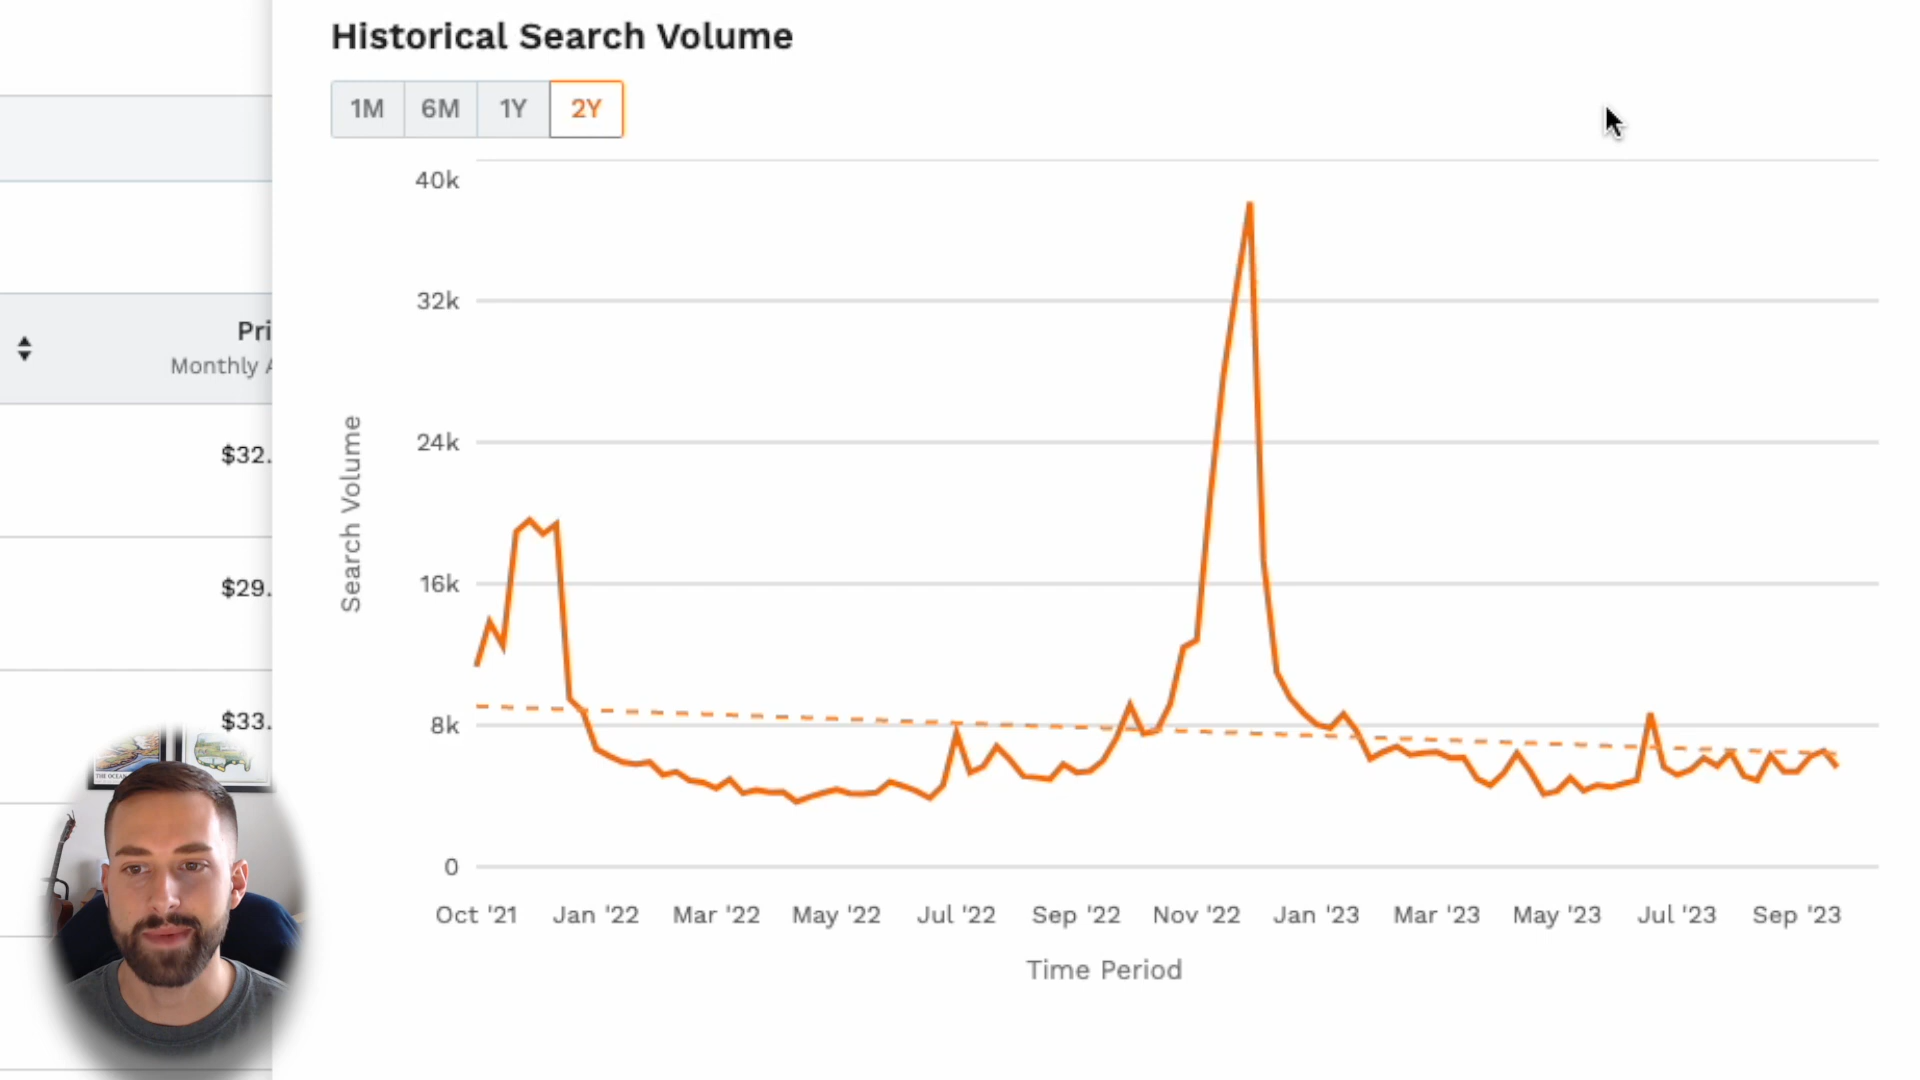 Historical Search Volume
1M 6M 1Y 2Y
40k
32k
24k
16k
8k
0
Search Volume
Oct '21 Jan '22 Mar '22 May '22 Jul '22 Sep '22 Nov '22 Jan '23 Mar '23 May '23 Jul '23 Sep '23
Time Period
Pri
Monthly A
$32.
$29.
$33.
THE OCEAN